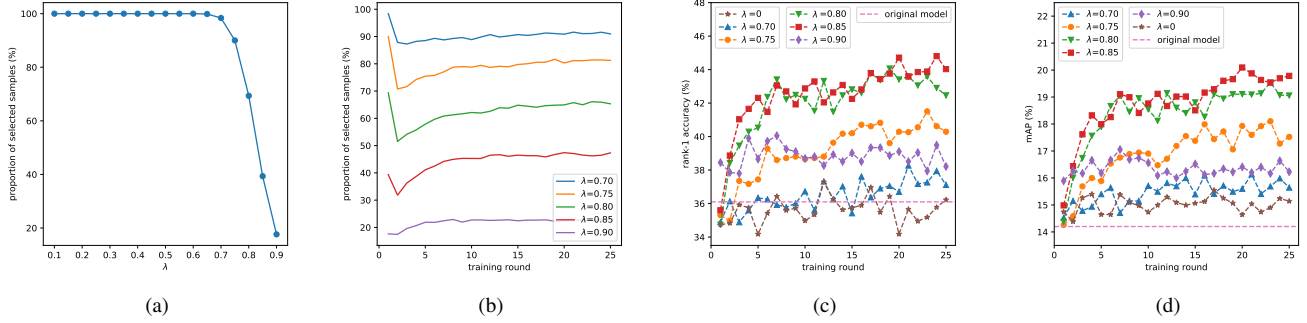 100
80
60
40
20
proportion of selected samples (%)
0.1 0.2 0.3 0.4 0.5 0.6 0.7 0.8 0.9
λ
(a)
100
90
80
70
60
50
40
30
20
proportion of selected samples (%)
λ=0.70
λ=0.75
λ=0.80
λ=0.85
λ=0.90
0 5 10 15 20 25
training round
(b)
48
46
44
42
40
38
36
34
rank-1 accuracy (%)
λ=0 λ=0.80 original model
λ=0.70 λ=0.85
λ=0.75 λ=0.90
0 5 10 15 20 25
training round
(c)
22
21
20
19
18
17
16
15
14
mAP (%)
λ=0.70 λ=0.90
λ=0.75 λ=0
λ=0.80 original model
λ=0.85
0 5 10 15 20 25
training round
(d)